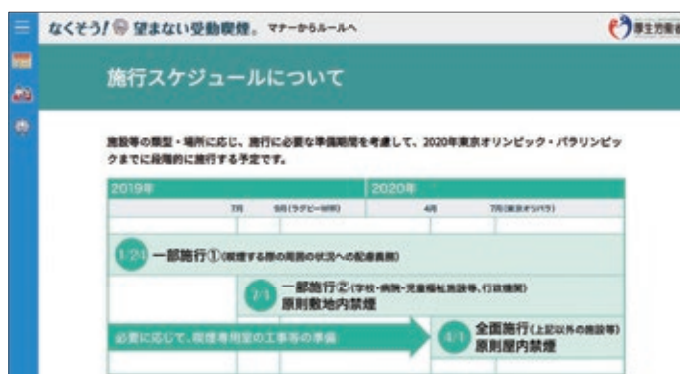 なくそう! 望まない受動喫煙。 マナーからルールへ
厚生労働省
施行スケジュールについて
施設等の類型・場所に応じ、施行に必要な準備期間を考慮して、2020年東京オリンピック・パラリンピッ
クまでに段階的に施行する予定です。
2019年 2020年
7月 9月(ラグビーW杯) 4月 7月(東京オリパラ)
1/24 一部施行①(喫煙する際の周囲の状況への配慮義務)
7/1 一部施行②(学校・病院・児童福祉施設等、行政機関)
原則敷地内禁煙
必要に応じて、喫煙専用室の工事等の準備
4/1 全面施行(上記以外の施設等)
原則屋内禁煙